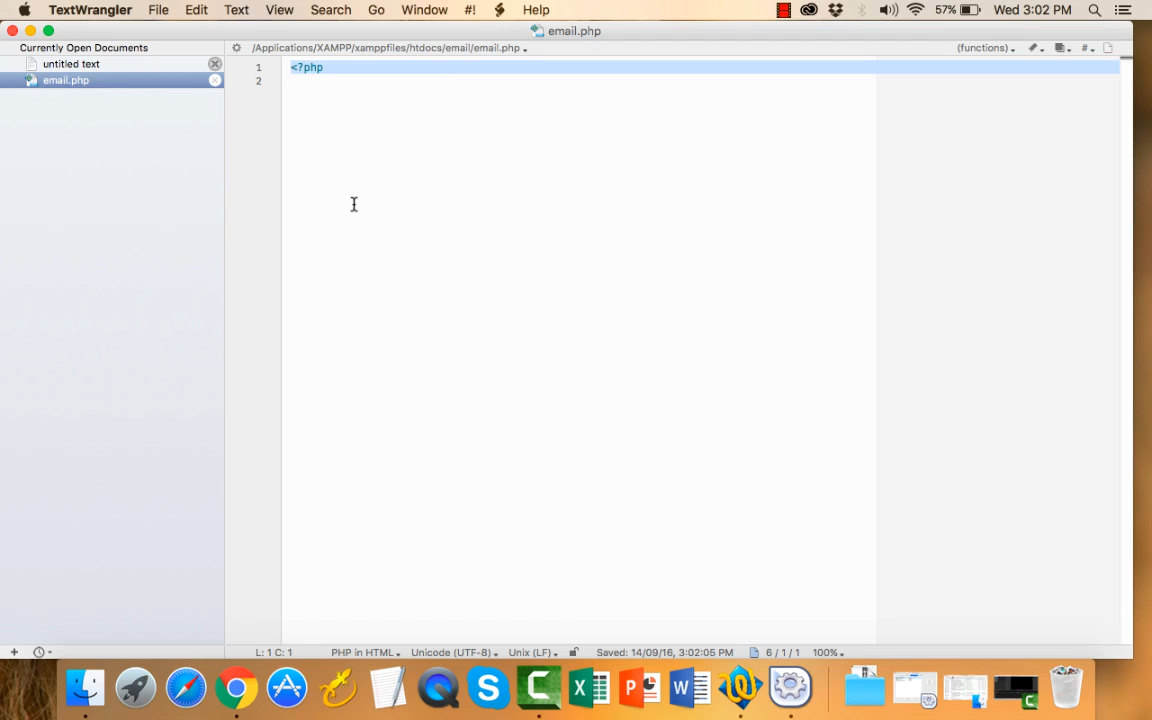 TextWrangler File Edit Text View Search Go Window #! Help 57% Wed 3:02 PM
email.php
Currently Open Documents
/Applications/XAMPP/xamppfiles/htdocs/email/email.php
(functions)
#
untitled text
email.php
1 <?php
2
L: 1 C: 1 PHP in HTML Unicode (UTF-8) Unix (LF) Saved: 14/09/16, 3:02:05 PM 6 / 1 / 1 100%